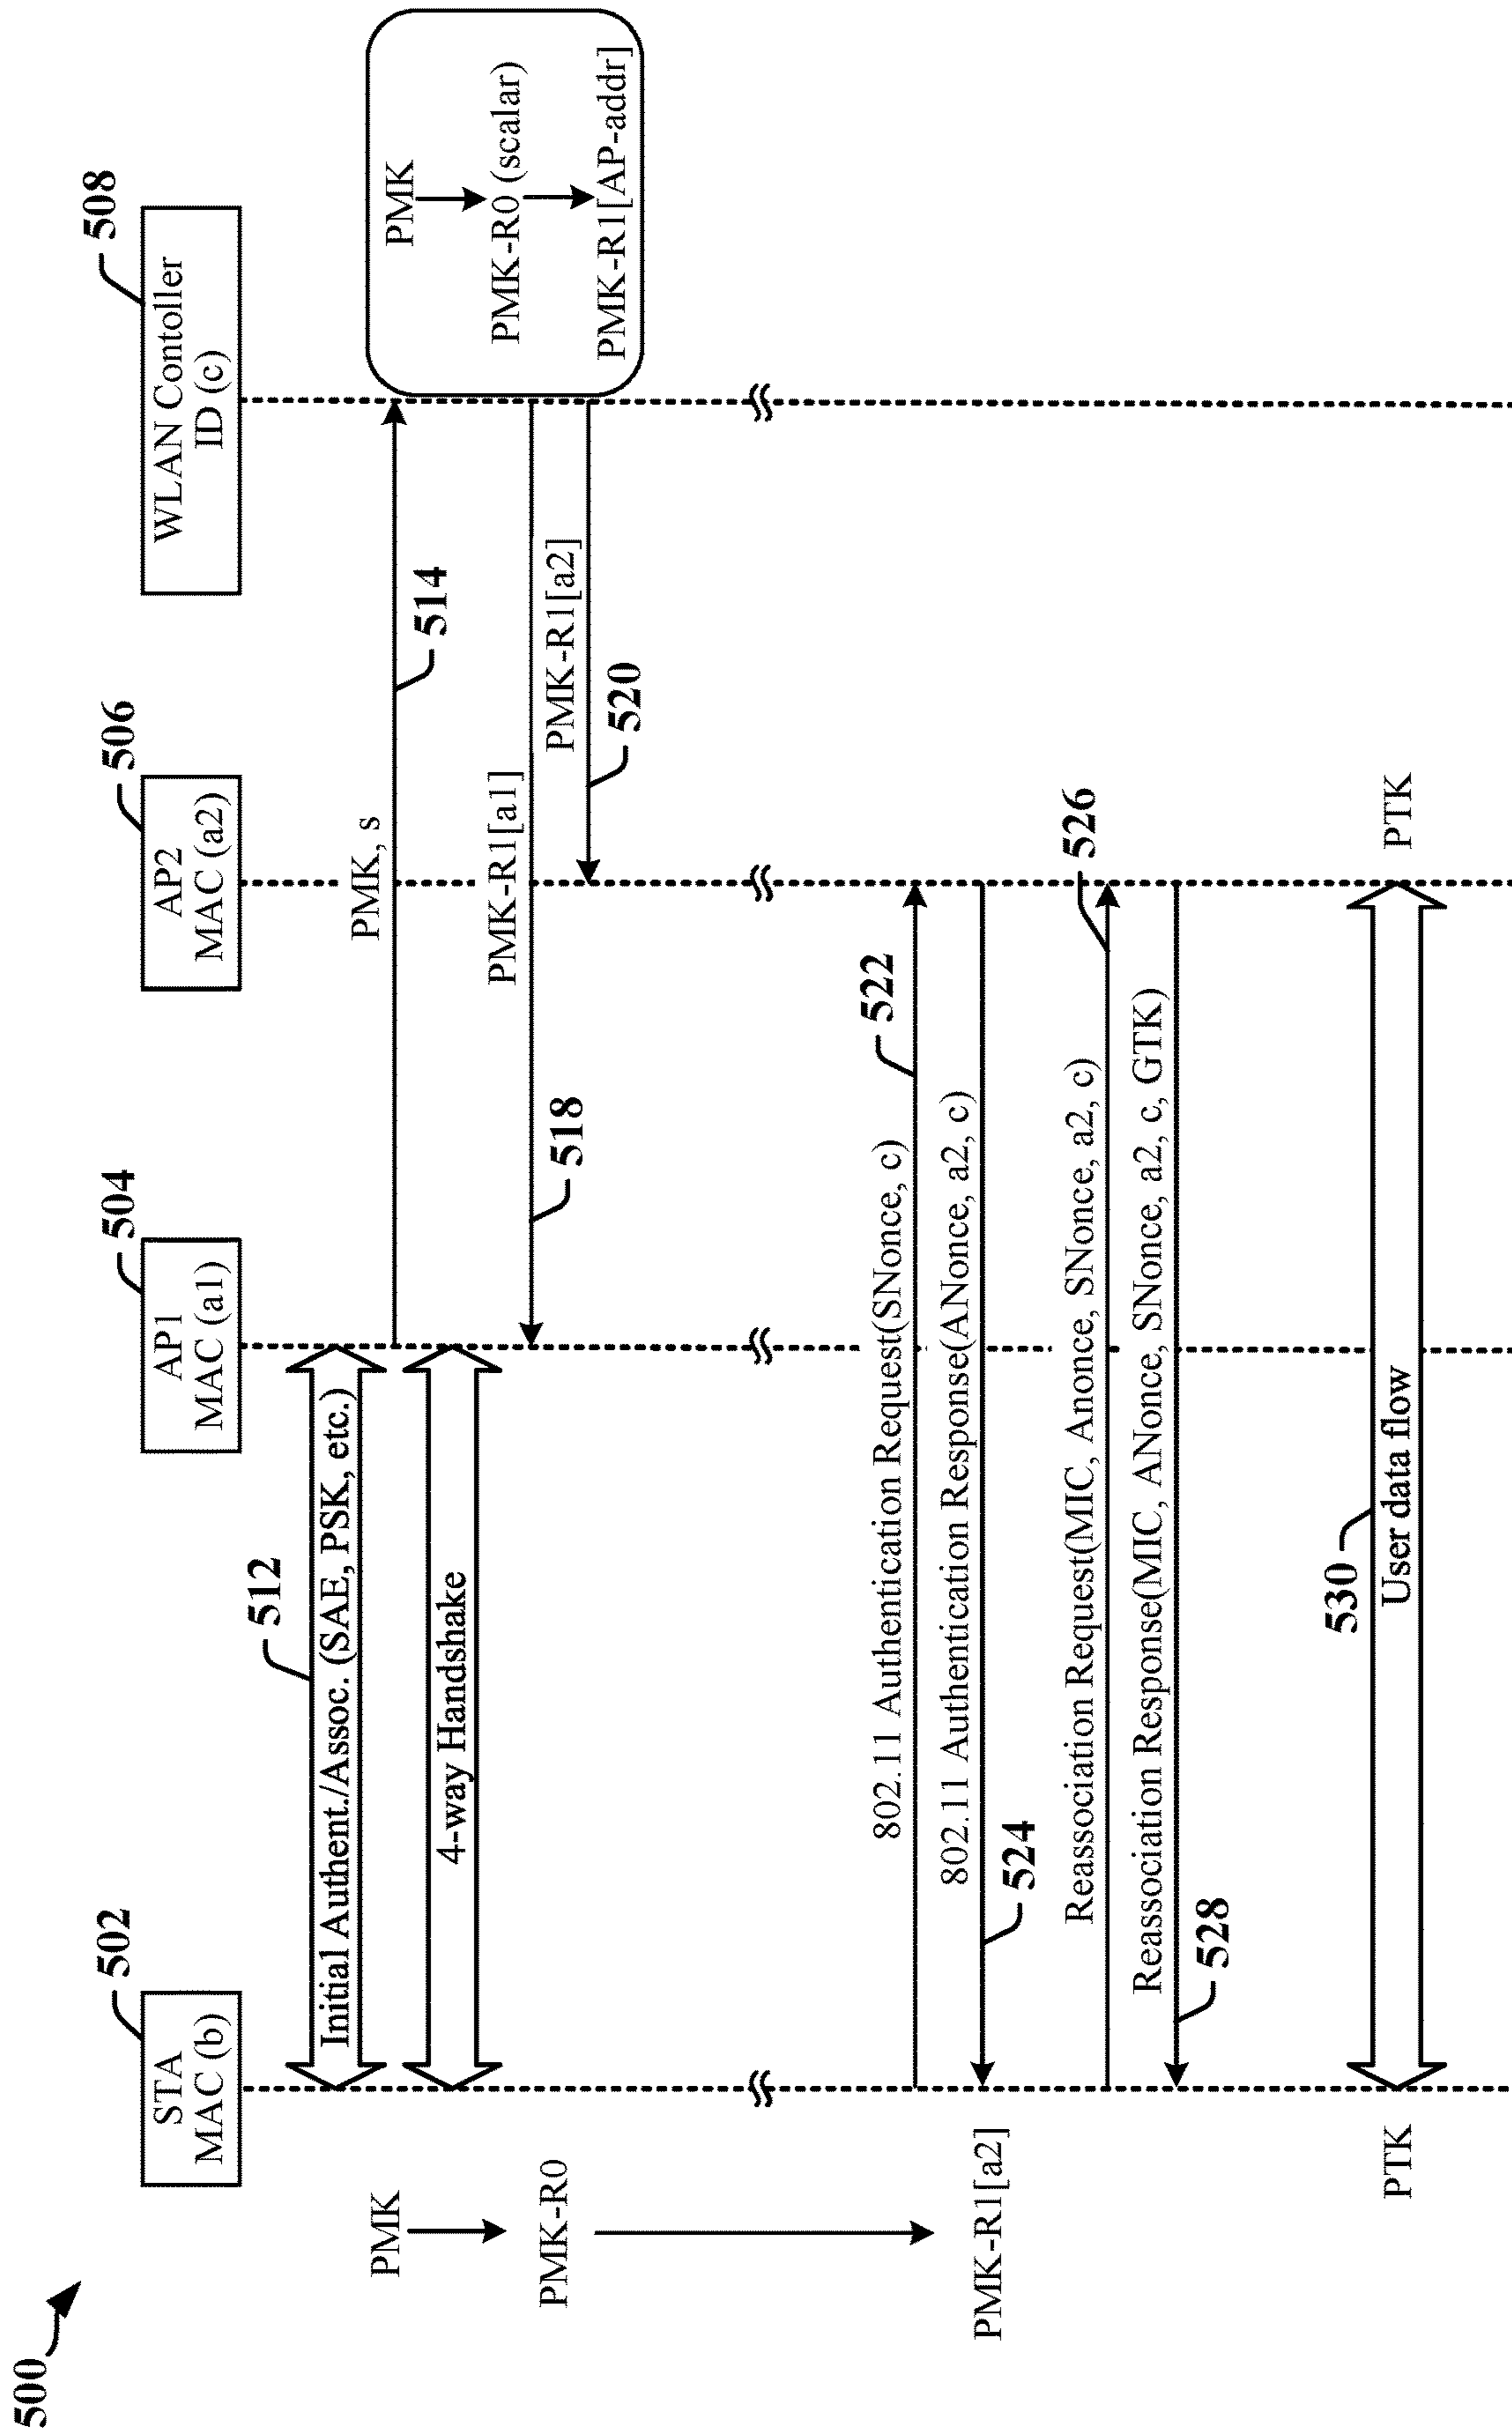 500
502
504
506
508
STA
MAC (b)
AP1
MAC (a1)
AP2
MAC (a2)
WLAN Contoller
ID (c)
512
Initial Authent./Assoc. (SAE, PSK, etc.)
PMK
PMK, s
514
PMK
PMK-R0 (scalar)
PMK-R1[AP-addr]
4-way Handshake
PMK-R0
PMK-R1[a1]
518
PMK-R1[a2]
520
802.11 Authentication Request(SNonce, c)
522
PMK-R1[a2]
802.11 Authentication Response(ANonce, a2, c)
524
Reassociation Request(MIC, Anonce, SNonce, a2, c)
526
Reassociation Response(MIC, ANonce, SNonce, a2, c, GTK)
528
530
PTK
User data flow
PTK